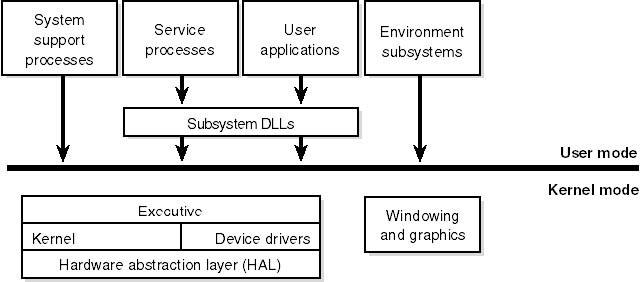 System
support
processes
Service
processes
User
applications
Environment
subsystems
Subsystem DLLs
User mode
Kernel mode
Executive
Kernel
Device drivers
Hardware abstraction layer (HAL)
Windowing
and graphics